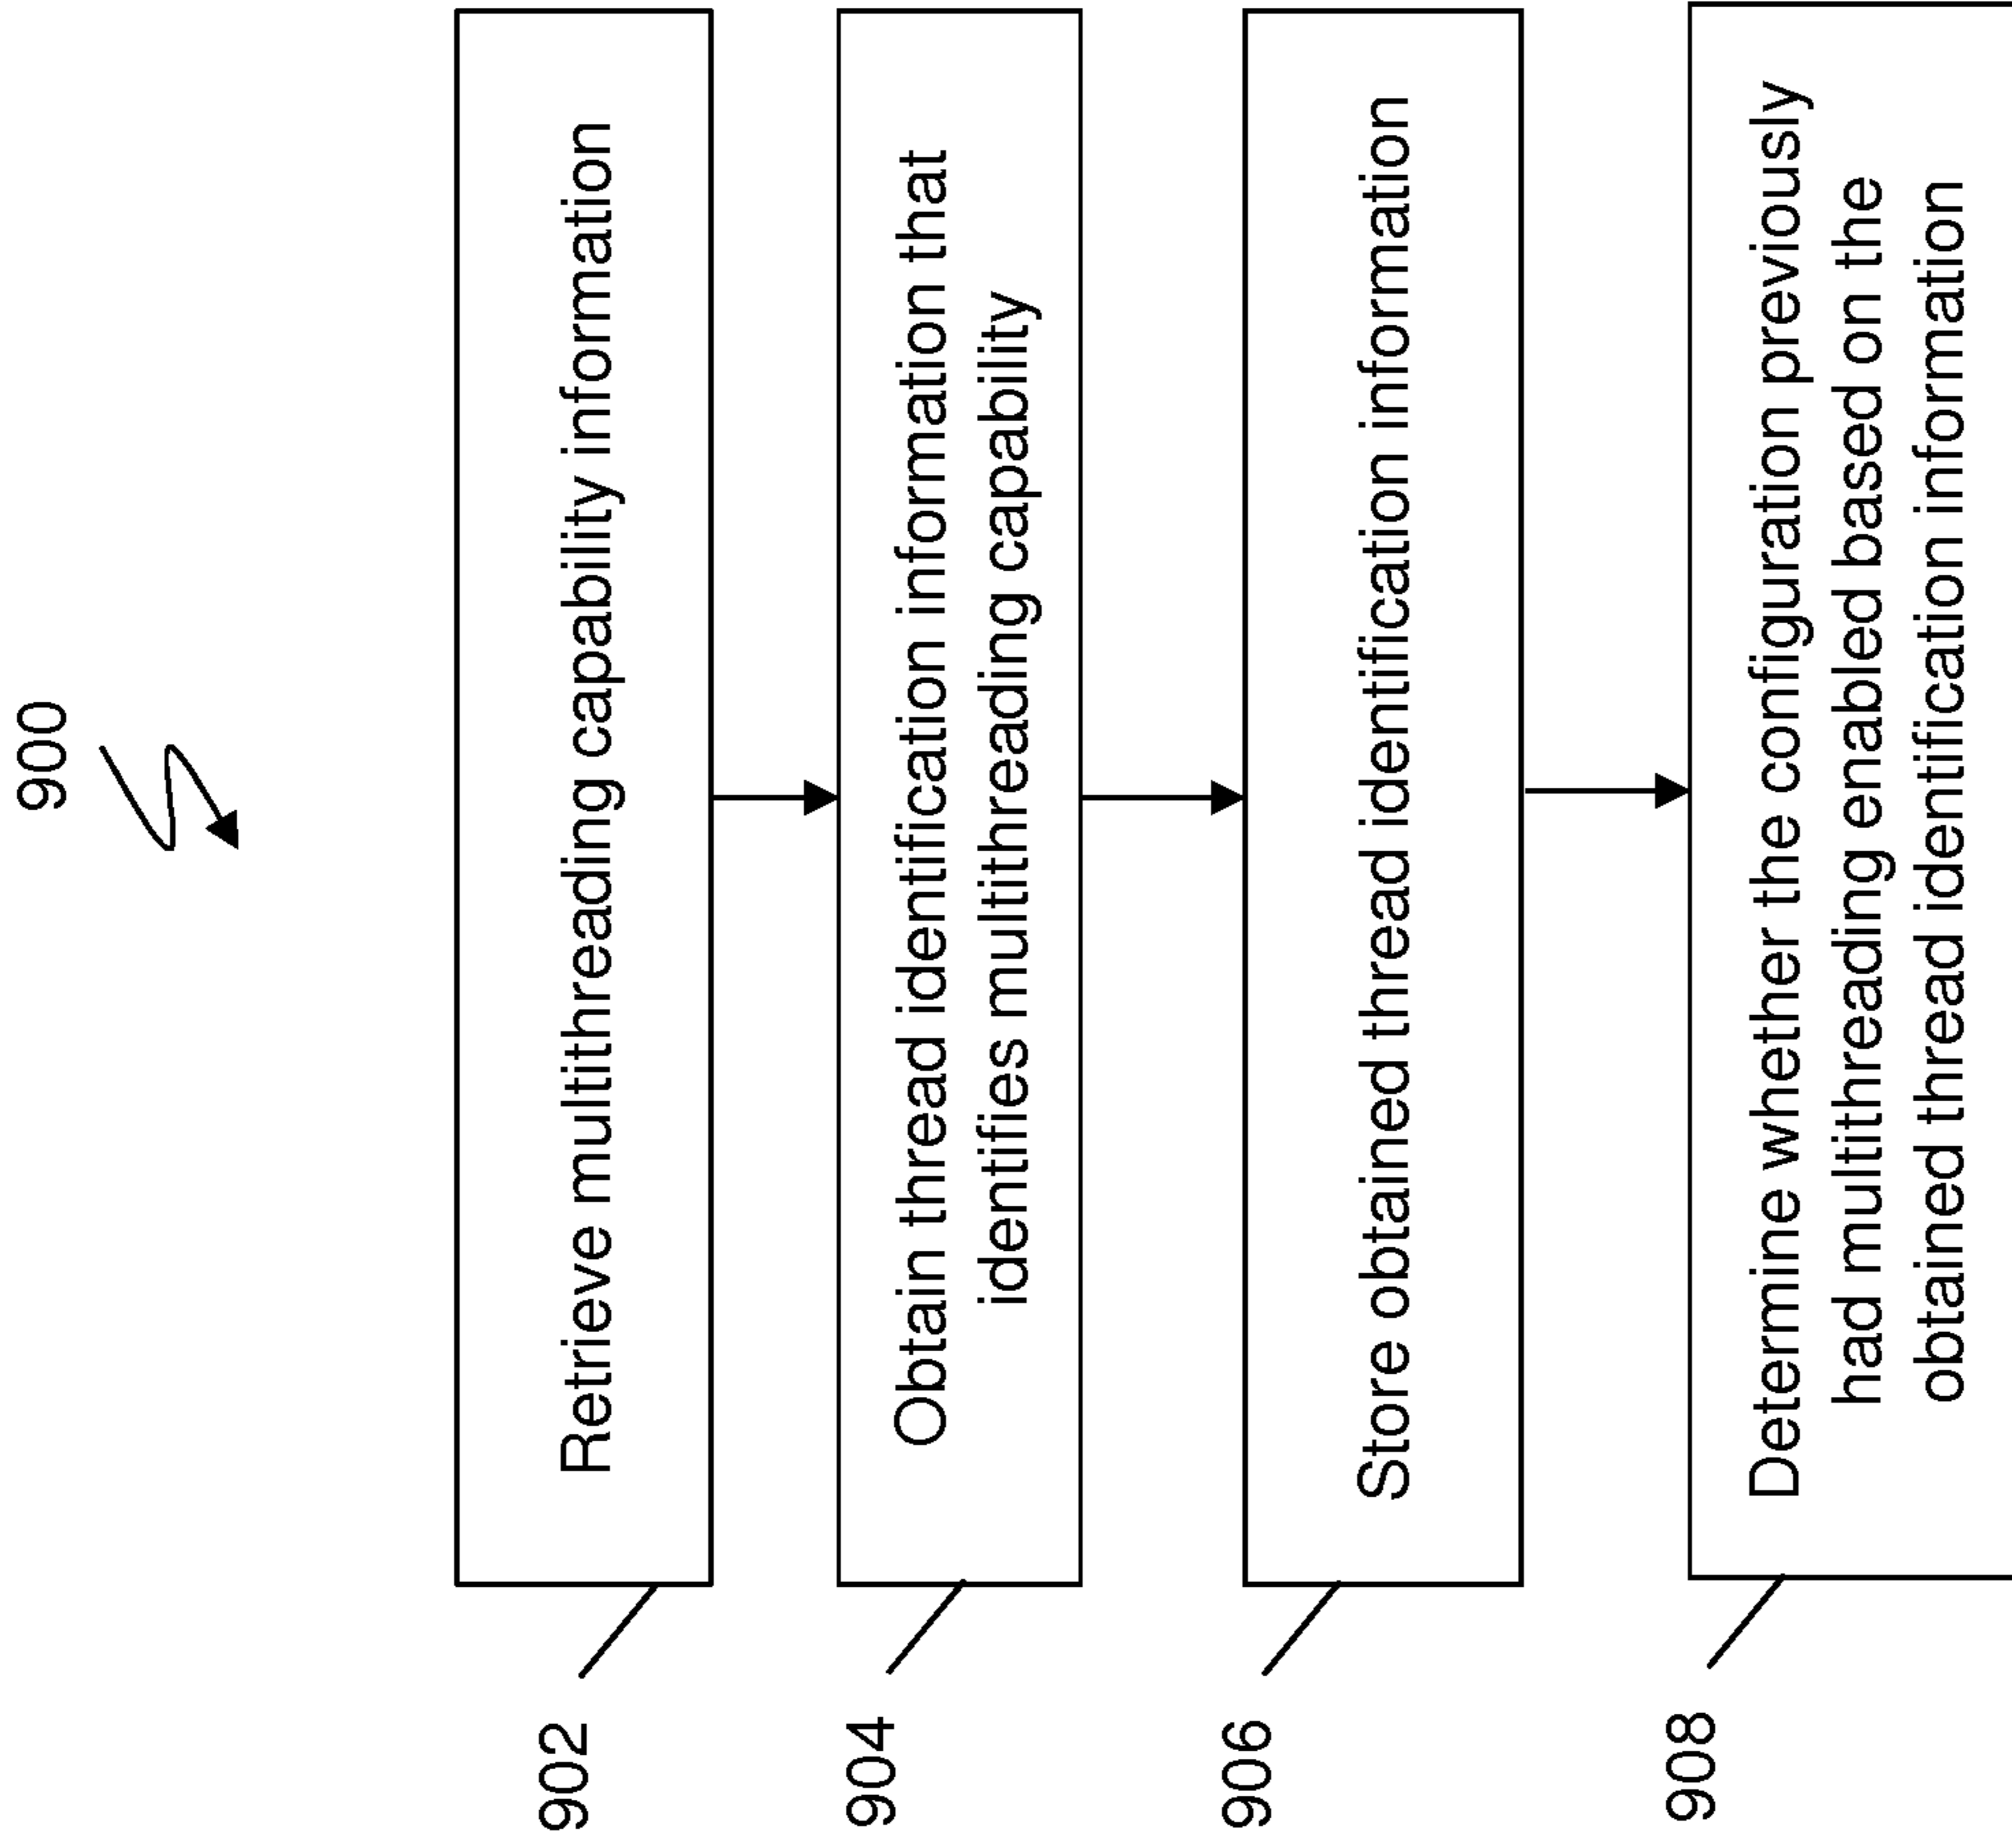 900
902
Retrieve multithreading capability information
904
Obtain thread identification information that
identifies multithreading capability
906
Store obtained thread identification information
908
Determine whether the configuration previously
had multithreading enabled based on the
obtained thread identification information